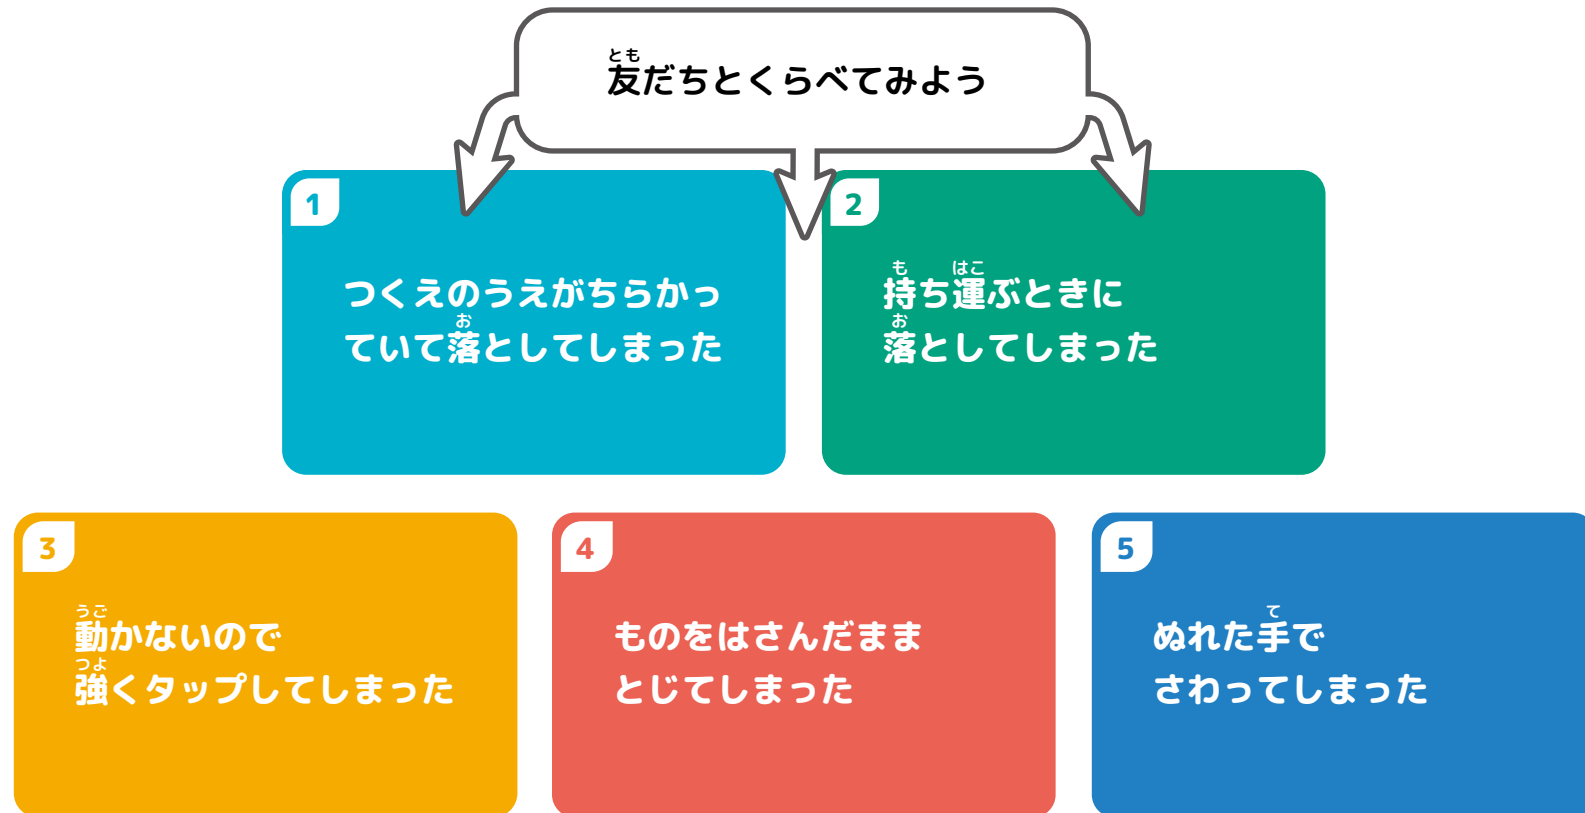 とも
友だちとくらべてみよう
1
つくえのうえがちらかっ
お
ていて落としてしまった
2
も はこ
持ち運ぶときに
お
落としてしまった
3
うご
動かないので
つよ
強くタップしてしまった
4
ものをはさんだまま
とじてしまった
5
て
ぬれた手で
さわってしまった